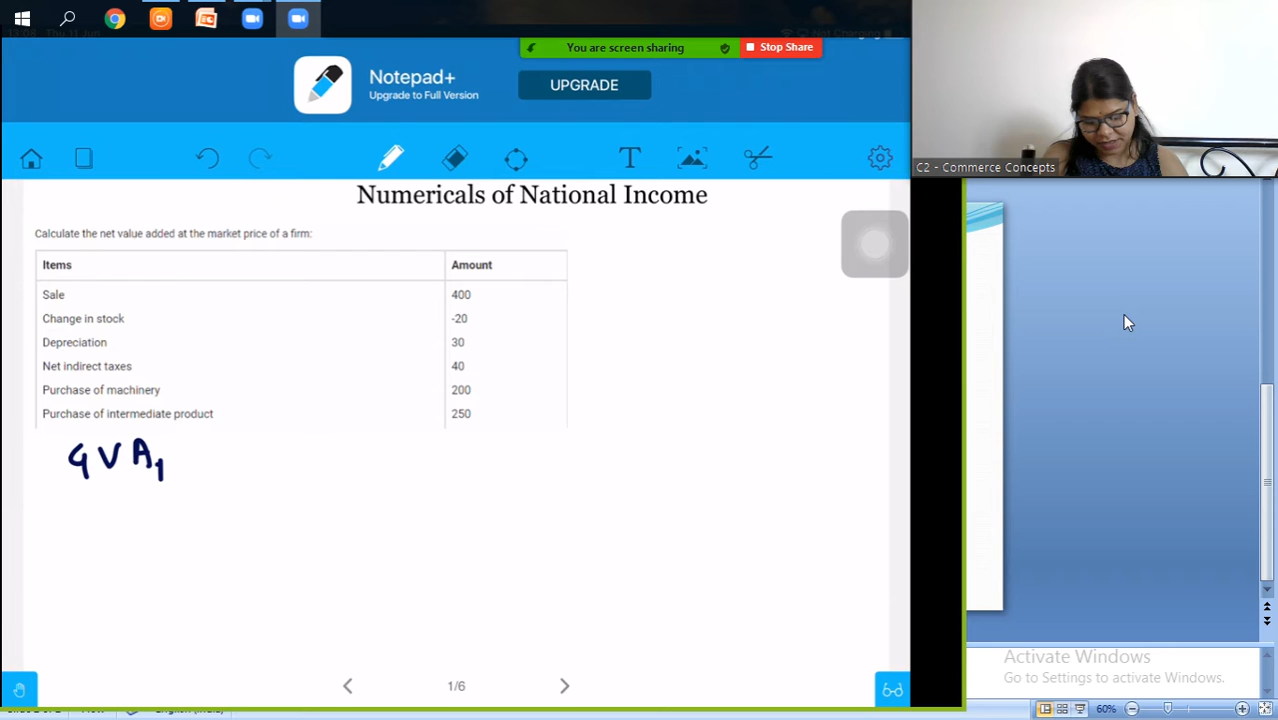 You are screen sharing
Stop Share
Notepad+
Upgrade to Full Version
UPGRADE
T
C2 - Commerce Concepts
Numericals of National Income
Calculate the net value added at the market price of a firm:
Items Amount
Sale 400
Change in stock -20
Depreciation 30
Net indirect taxes 40
Purchase of machinery 200
Purchase of intermediate product 250
GVA
1/6
Activate Windows
Go to Settings to activate Windows.
60%